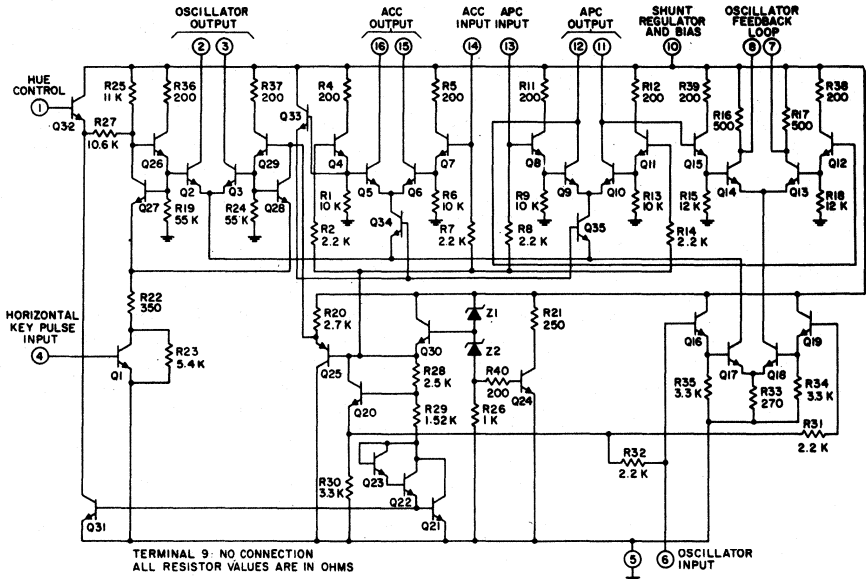 OSCILLATOR
OUTPUT
ACC
OUTPUT
ACC
INPUT
APC
INPUT
APC
OUTPUT
SHUNT
REGULATOR
AND BIAS
OSCILLATOR
FEEDBACK
LOOP
2
3
16
15
14
13
12
11
10
8
7
HUE
CONTROL
1
R25
11 K
R36
200
R37
200
Q33
R4
200
R5
200
R11
200
R12
200
R39
200
R16
500
R17
500
R38
200
Q32
R27
10.6 K
Q26
Q29
Q4
Q7
Q8
Q11
Q15
Q12
Q2
Q3
Q5
Q6
Q9
Q10
Q14
Q13
Q27
R19
55 K
R24
55 K
Q28
R1
10 K
Q34
R6
10 K
R9
10 K
R13
10 K
Q35
R15
12 K
R18
12 K
R2
2.2 K
R7
2.2 K
R8
2.2 K
R14
2.2 K
R22
350
HORIZONTAL
KEY PULSE
INPUT
4
Q1
R23
5.4 K
R20
2.7 K
Q25
Q30
Z1
Z2
R21
250
Q16
Q19
R28
2.5 K
R40
200
Q24
Q17
Q18
Q20
R29
1.52K
R26
1 K
R35
3.3 K
R33
270
R34
3.3 K
R31
2.2 K
R32
2.2 K
R30
3.3 K
Q23
Q22
Q21
Q31
TERMINAL 9: NO CONNECTION
ALL RESISTOR VALUES ARE IN OHMS
5
6
OSCILLATOR
INPUT